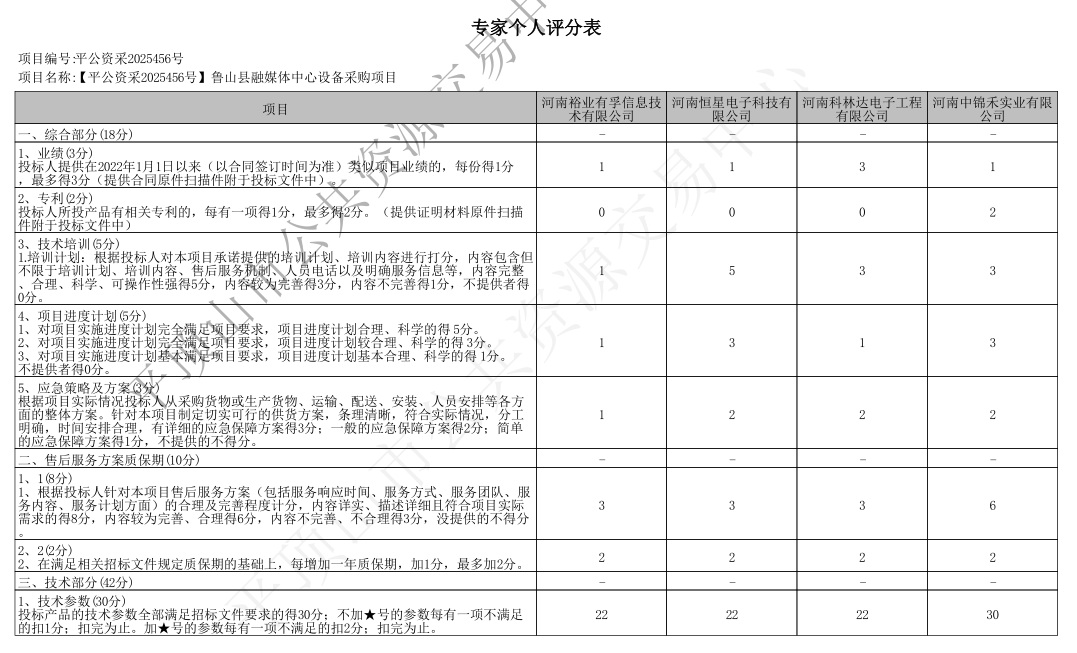 专家个人评分表
项目编号:平公资采2025456号
项目名称:【平公资采2025456号】鲁山县融媒体中心设备采购项目
项目
河南裕业有孚信息技
术有限公司
河南恒星电子科技有
限公司
河南科林达电子工程
有限公司
河南中锦禾实业有限
公司
一、综合部分(18分)
– – – –
1、业绩(3分)
投标人提供在2022年1月1日以来（以合同签订时间为准）类似项目业绩的，每份得1分
，最多得3分（提供合同原件扫描件附于投标文件中）。
1 1 3 1
2、专利(2分)
投标人所投产品有相关专利的，每有一项得1分，最多得2分。（提供证明材料原件扫描
件附于投标文件中）
0 0 0 2
3、技术培训(5分)
1.培训计划：根据投标人对本项目承诺提供的培训计划、培训内容进行打分，内容包含但
不限于培训计划、培训内容、售后服务机制、人员电话以及明确服务信息等，内容完整
、合理、科学、可操作性强得5分，内容较为完善得3分，内容不完善得1分，不提供者得
0分。
1 5 3 3
4、项目进度计划(5分)
1、对项目实施进度计划完全满足项目要求，项目进度计划合理、科学的得 5分。
2、对项目实施进度计划完全满足项目要求，项目进度计划较合理、科学的得 3分。
3、对项目实施进度计划基本满足项目要求，项目进度计划基本合理、科学的得 1分。
不提供者得0分。
1 3 1 3
5、应急策略及方案(3分)
根据项目实际情况投标人从采购货物或生产货物、运输、配送、安装、人员安排等各方
面的整体方案。针对本项目制定切实可行的供货方案，条理清晰，符合实际情况，分工
明确，时间安排合理，有详细的应急保障方案得3分；一般的应急保障方案得2分；简单
的应急保障方案得1分，不提供的不得分。
1 2 2 2
二、售后服务方案质保期(10分)
– – – –
1、1(8分)
1、根据投标人针对本项目售后服务方案（包括服务响应时间、服务方式、服务团队、服
务内容、服务计划方面）的合理及完善程度计分，内容详实、描述详细且符合项目实际
需求的得8分，内容较为完善、合理得6分，内容不完善、不合理得3分，没提供的不得分
。
3 3 3 6
2、2(2分)
2、在满足相关招标文件规定质保期的基础上，每增加一年质保期，加1分，最多加2分。
2 2 2 2
三、技术部分(42分)
– – – –
1、技术参数(30分)
投标产品的技术参数全部满足招标文件要求的得30分；不加★号的参数每有一项不满足
的扣1分；扣完为止。加★号的参数每有一项不满足的扣2分；扣完为止。
22 22 22 30
平顶山市公共资源交易中
平顶山市公共资源交易中心